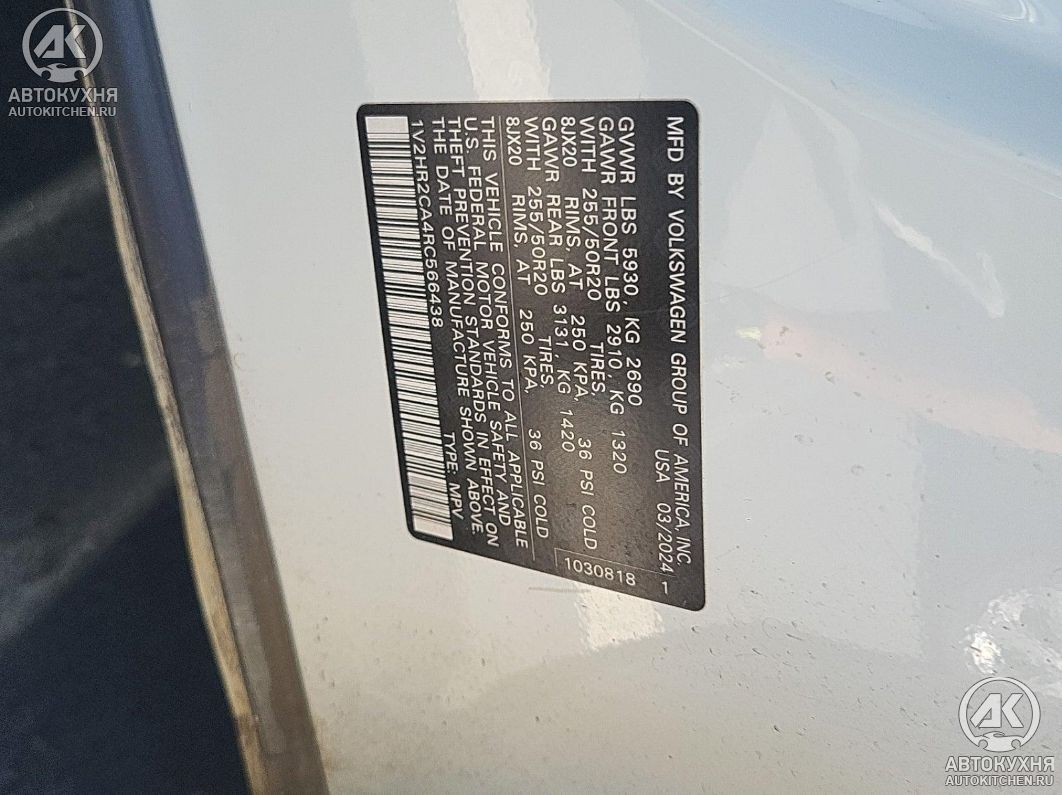 AK
АВТОКУХНЯ
AUTOKITCHEN.RU
MFD BY VOLKSWAGEN GROUP OF AMERICA, INC.
USA 03/2024 1
GVWR LBS 5930, KG 2690
GAWR FRONT LBS 2910, KG 1320
WITH 255/50R20 TIRES,
8JX20 RIMS, AT 250 KPA, 36 PSI COLD
1030818
GAWR REAR LBS 3131, KG 1420
WITH 255/50R20 TIRES,
8JX20 RIMS, AT 250 KPA, 36 PSI COLD
THIS VEHICLE CONFORMS TO ALL APPLICABLE
U.S. FEDERAL MOTOR VEHICLE SAFETY AND
THEFT PREVENTION STANDARDS IN EFFECT ON
THE DATE OF MANUFACTURE SHOWN ABOVE.
1V2HR2CA4RC566438 TYPE: MPV
AK
АВТОКУХНЯ
AUTOKITCHEN.RU